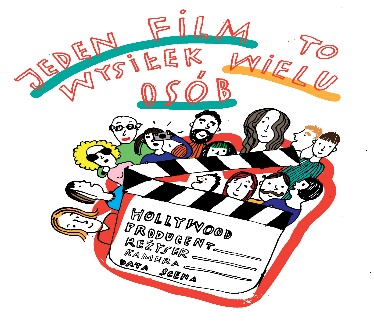 JEDEN FILM TO
WYSIŁEK WIELU
OSÓB
HOLLYWOOD
PRODUCENT
REŻYSER
KAMERA
DATA SCENA